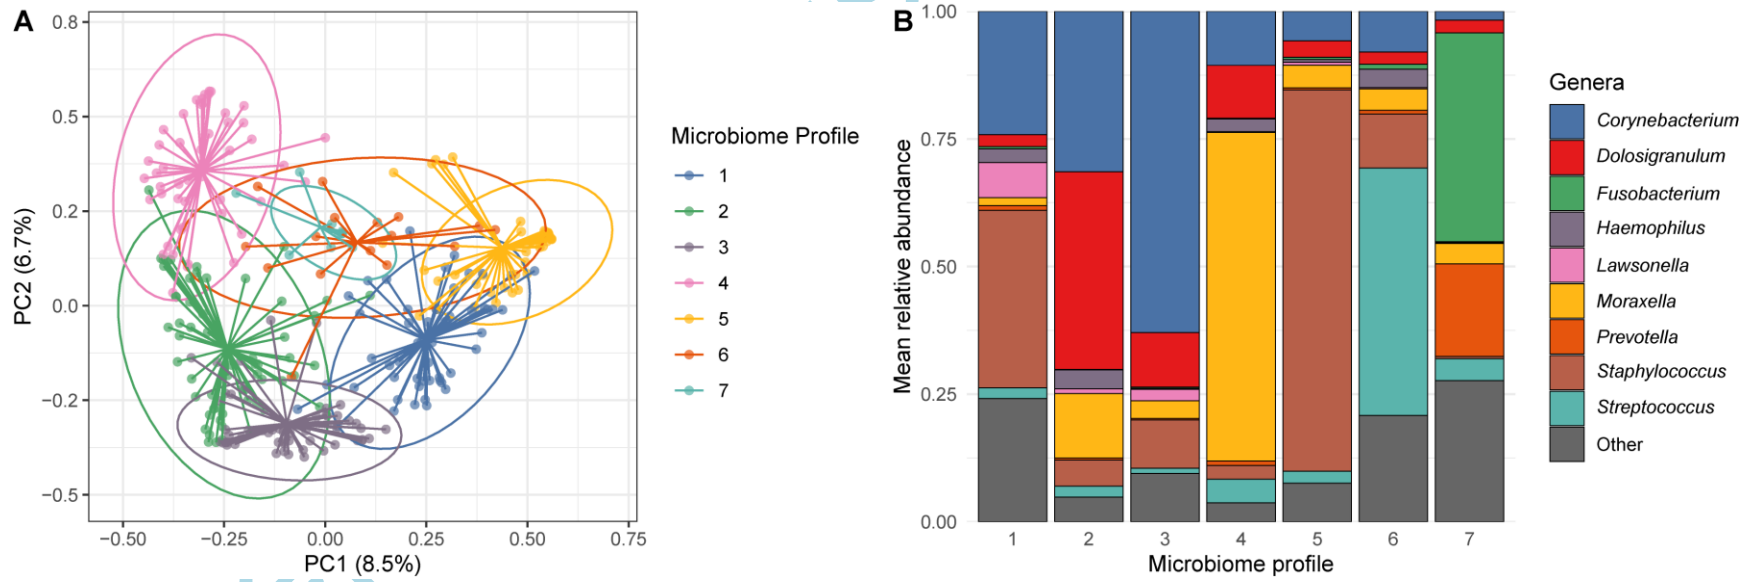 A
0.8
0.5
0.2
0.0
−0.2
−0.5
PC2 (6.7%)
−0.50 −0.25 0.00 0.25 0.50 0.75
PC1 (8.5%)
Microbiome Profile
1
2
3
4
5
6
7
B
1.00
0.75
0.50
0.25
0.00
Mean relative abundance
1 2 3 4 5 6 7
Microbiome profile
Genera
Corynebacterium
Dolosigranulum
Fusobacterium
Haemophilus
Lawsonella
Moraxella
Prevotella
Staphylococcus
Streptococcus
Other